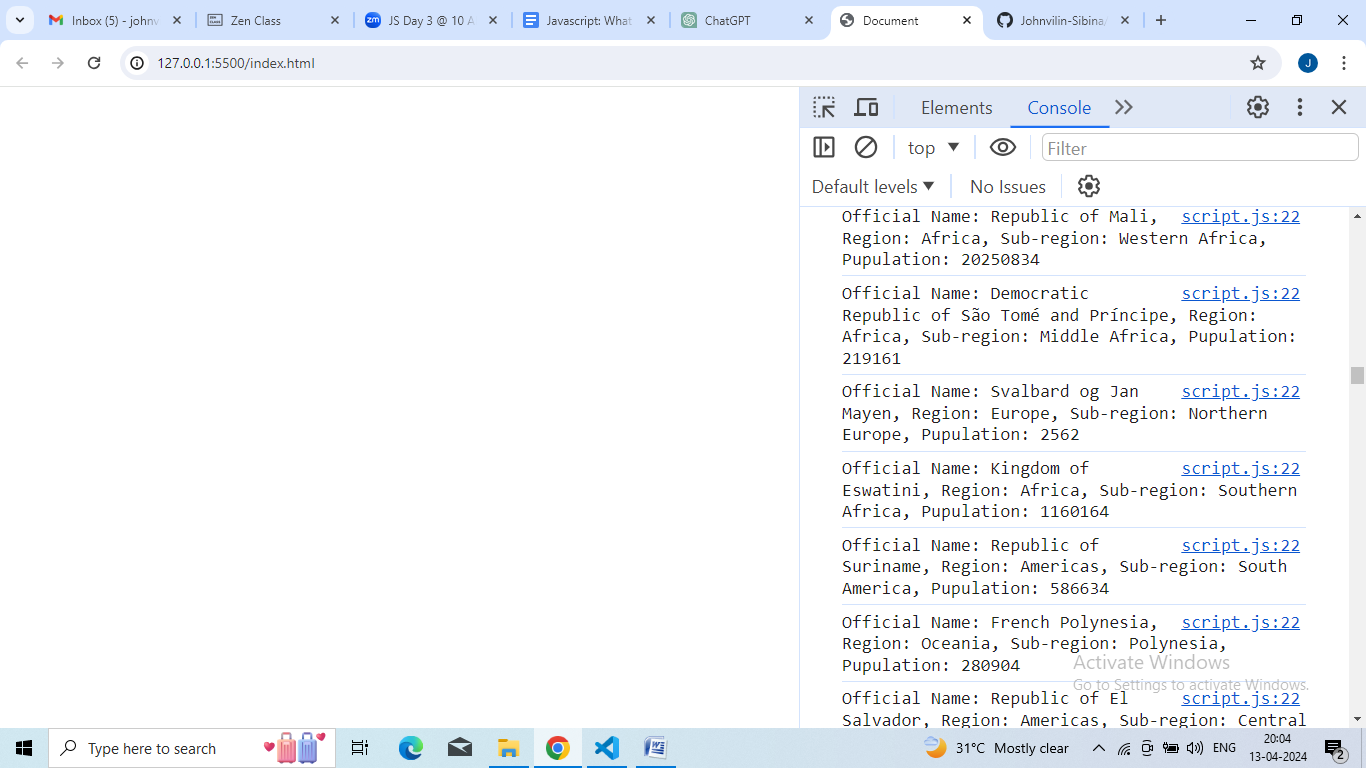 Inbox (5) - johnv
Zen Class
JS Day 3 @ 10 A
Javascript: What
ChatGPT
Document
Johnvilin-Sibina/
127.0.0.1:5500/index.html
J
Elements
Console
top
Filter
Default levels
No Issues
Official Name: Republic of Mali, script.js:22
Region: Africa, Sub-region: Western Africa,
Pupulation: 20250834
Official Name: Democratic script.js:22
Republic of São Tomé and Príncipe, Region:
Africa, Sub-region: Middle Africa, Pupulation:
219161
Official Name: Svalbard og Jan script.js:22
Mayen, Region: Europe, Sub-region: Northern
Europe, Pupulation: 2562
Official Name: Kingdom of script.js:22
Eswatini, Region: Africa, Sub-region: Southern
Africa, Pupulation: 1160164
Official Name: Republic of script.js:22
Suriname, Region: Americas, Sub-region: South
America, Pupulation: 586634
Official Name: French Polynesia, script.js:22
Region: Oceania, Sub-region: Polynesia,
Pupulation: 280904
Activate Windows
Go to Settings to activate Windows.
Official Name: Republic of El script.js:22
Salvador, Region: Americas, Sub-region: Central
Type here to search
31°C Mostly clear
ENG
20:04
13-04-2024
2